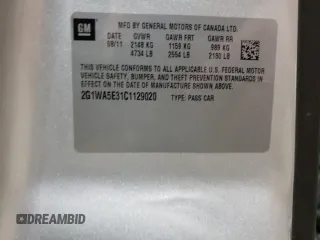 GM
MFD BY GENERAL MOTORS OF CANADA LTD.
DATE GVWR GAWR FRT GAWR RR
08/11 2148 KG 1159 KG 989 KG
4734 LB 2554 LB 2180 LB
THIS VEHICLE CONFORMS TO ALL APPLICABLE U.S. FEDERAL MOTOR
VEHICLE SAFETY, BUMPER, AND THEFT PREVENTION STANDARDS
IN EFFECT ON THE DATE OF MANUFACTURE SHOWN ABOVE.
2G1WA5E31C1129020 TYPE: PASS CAR
DREAMBID